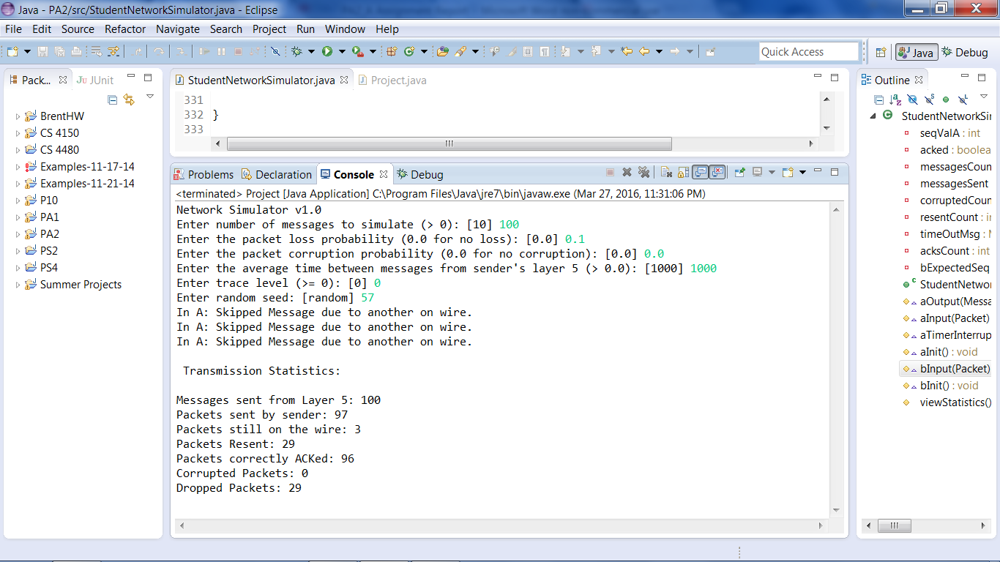 Java - PA2/src/StudentNetworkSimulator.java - Eclipse
File Edit Source Refactor Navigate Search Project Run Window Help
Quick Access Java Debug
Pack... JUnit
BrentHW
CS 4150
CS 4480
Examples-11-17-14
Examples-11-21-14
P10
PA1
PA2
PS2
PS4
Summer Projects
StudentNetworkSimulator.java Project.java
331
332 }
333
Problems Declaration Console Debug
<terminated> Project [Java Application] C:\Program Files\Java\jre7\bin\javaw.exe (Mar 27, 2016, 11:31:06 PM)
Network Simulator v1.0
Enter number of messages to simulate (> 0): [10] 100
Enter the packet loss probability (0.0 for no loss): [0.0] 0.1
Enter the packet corruption probability (0.0 for no corruption): [0.0] 0.0
Enter the average time between messages from sender's layer 5 (> 0.0): [1000] 1000
Enter trace level (>= 0): [0] 0
Enter random seed: [random] 57
In A: Skipped Message due to another on wire.
In A: Skipped Message due to another on wire.
In A: Skipped Message due to another on wire.
Transmission Statistics:
Messages sent from Layer 5: 100
Packets sent by sender: 97
Packets still on the wire: 3
Packets Resent: 29
Packets correctly ACKed: 96
Corrupted Packets: 0
Dropped Packets: 29
Outline
StudentNetworkSi
seqValA : int
acked : boolea
messagesCoun
messagesSent
corruptedCoun
resentCount : i
timeOutMsg :
acksCount : int
bExpectedSeq
StudentNetwo
aOutput(Messa
aInput(Packet)
aTimerInterrup
aInit() : void
bInput(Packet)
bInit() : void
viewStatistics()